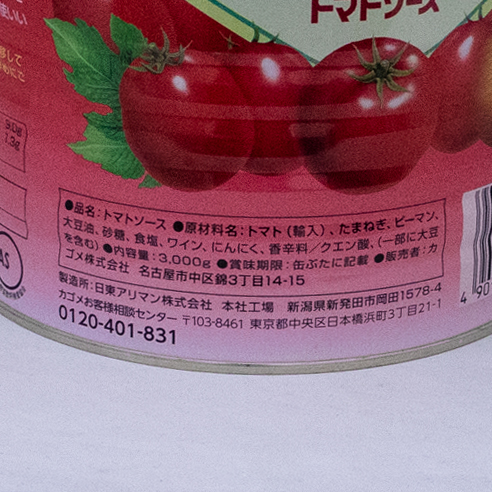 トマトソース
●品名：トマトソース ●原材料名：トマト（輸入）、たまねぎ、ピーマン、
大豆油、砂糖、食塩、ワイン、にんにく、香辛料／クエン酸、（一部に大豆
を含む）●内容量：3,000g ●賞味期限：缶ぶたに記載 ●販売者：カ
ゴメ株式会社 名古屋市中区錦3丁目14-15
製造所：日東アリマン株式会社 本社工場 新潟県新発田市岡田1578-4
カゴメお客様相談センター 〒103-8461 東京都中央区日本橋浜町3丁目21-1
0120-401-831
4 90